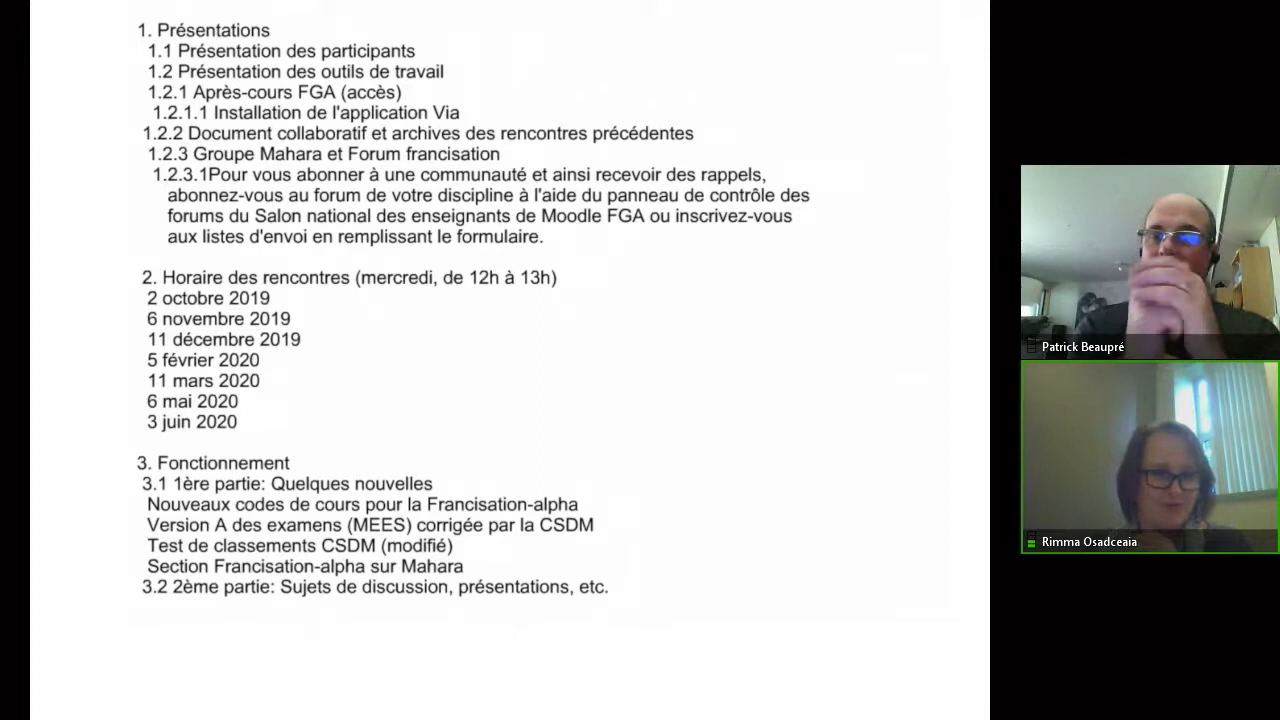 1. Présentations
1.1 Présentation des participants
1.2 Présentation des outils de travail
1.2.1 Après-cours FGA (accès)
1.2.1.1 Installation de l'application Via
1.2.2 Document collaboratif et archives des rencontres précédentes
1.2.3 Groupe Mahara et Forum francisation
1.2.3.1Pour vous abonner à une communauté et ainsi recevoir des rappels,
abonnez-vous au forum de votre discipline à l'aide du panneau de contrôle des
forums du Salon national des enseignants de Moodle FGA ou inscrivez-vous
aux listes d'envoi en remplissant le formulaire.
2. Horaire des rencontres (mercredi, de 12h à 13h)
2 octobre 2019
6 novembre 2019
11 décembre 2019
5 février 2020
11 mars 2020
6 mai 2020
3 juin 2020
3. Fonctionnement
3.1 1ère partie: Quelques nouvelles
Nouveaux codes de cours pour la Francisation-alpha
Version A des examens (MEES) corrigée par la CSDM
Test de classements CSDM (modifié)
Section Francisation-alpha sur Mahara
3.2 2ème partie: Sujets de discussion, présentations, etc.
Patrick Beaupré
Rimma Osadceaia